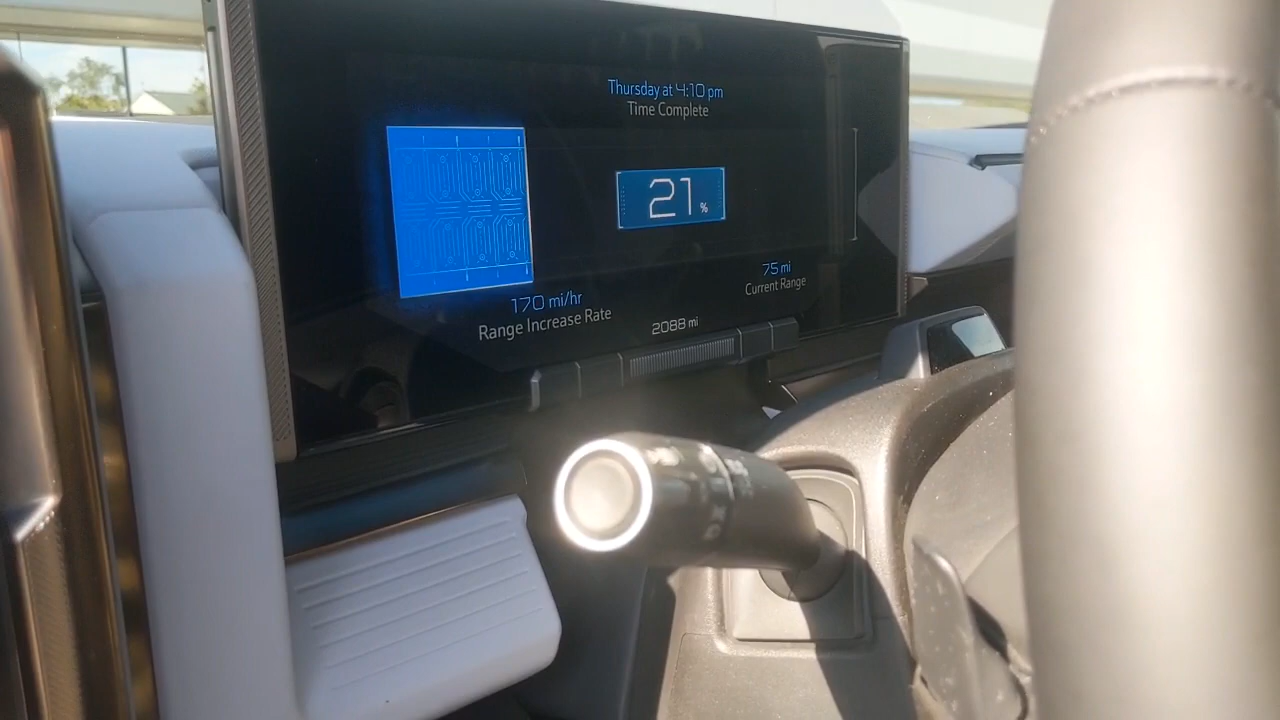 Thursday at 4:10 pm
Time Complete
21 %
75 mi
Current Range
170 mi/hr
Range Increase Rate
2088 mi